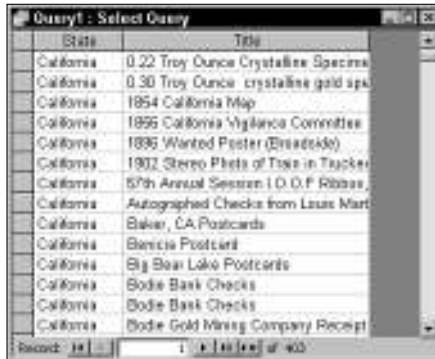 Query1 : Select Query
State Title
California 0.22 Troy Ounce Crystalline Specime
California 0.30 Troy Ounce crystalline gold spe
California 1854 California Map
California 1856 California Vigilance Committee
California 1896 Wanted Poster (Broadside)
California 1902 Stereo Photo of Train in Truckee
California 57th Annual Session I.O.O.F Ribbon,
California Autographed Checks from Louis Mart
California Baker, CA Postcards
California Benicia Postcard
California Big Bear Lake Postcards
California Bodie Bank Checks
California Bodie Bank Checks
California Bodie Gold Mining Company Receipt
Record: 1 of 403